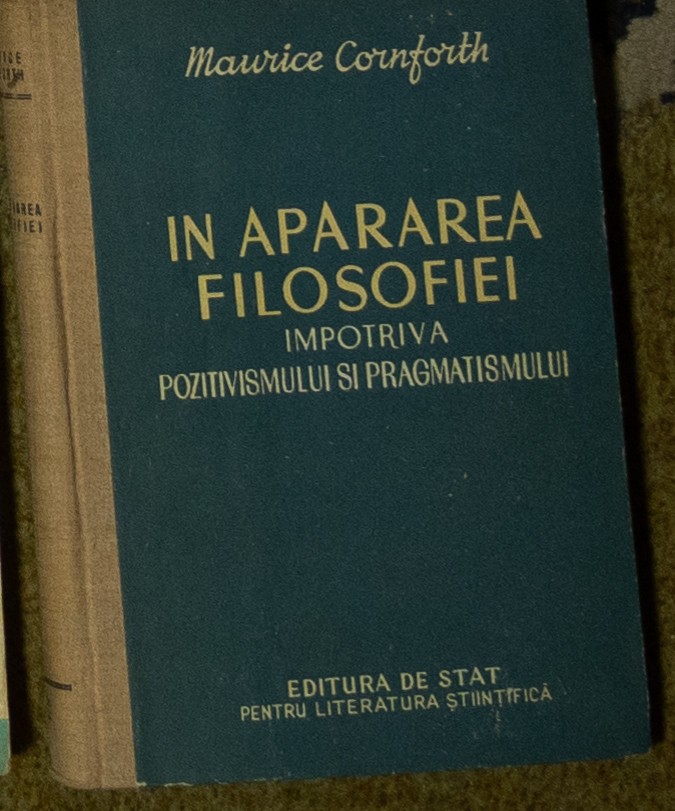 Maurice Cornforth
IN APARAREA
FILOSOFIEI
IMPOTRIVA
POZITIVISMULUI SI PRAGMATISMULUI
EDITURA DE STAT
PENTRU LITERATURA ȘTIINȚIFICĂ